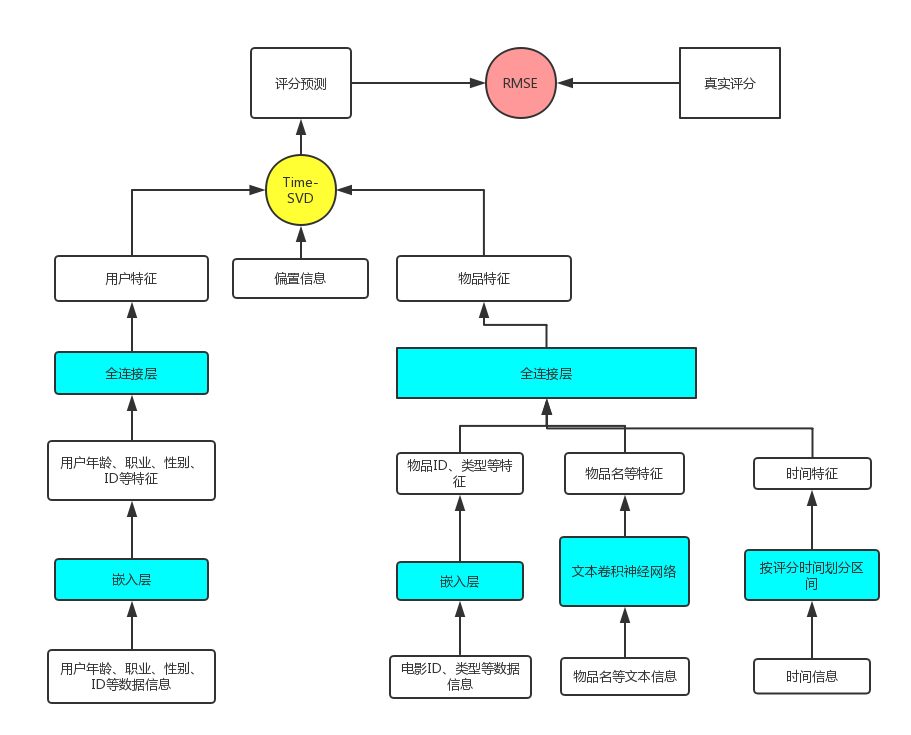 评分预测
RMSE
真实评分
Time-
SVD
用户特征
偏置信息
物品特征
全连接层
全连接层
用户年龄、职业、性别、
ID等特征
物品ID、类型等特
征
物品名等特征
时间特征
嵌入层
嵌入层
文本卷积神经网络
按评分时间划分区
间
用户年龄、职业、性别、
ID等数据信息
电影ID、类型等数据
信息
物品名等文本信息
时间信息